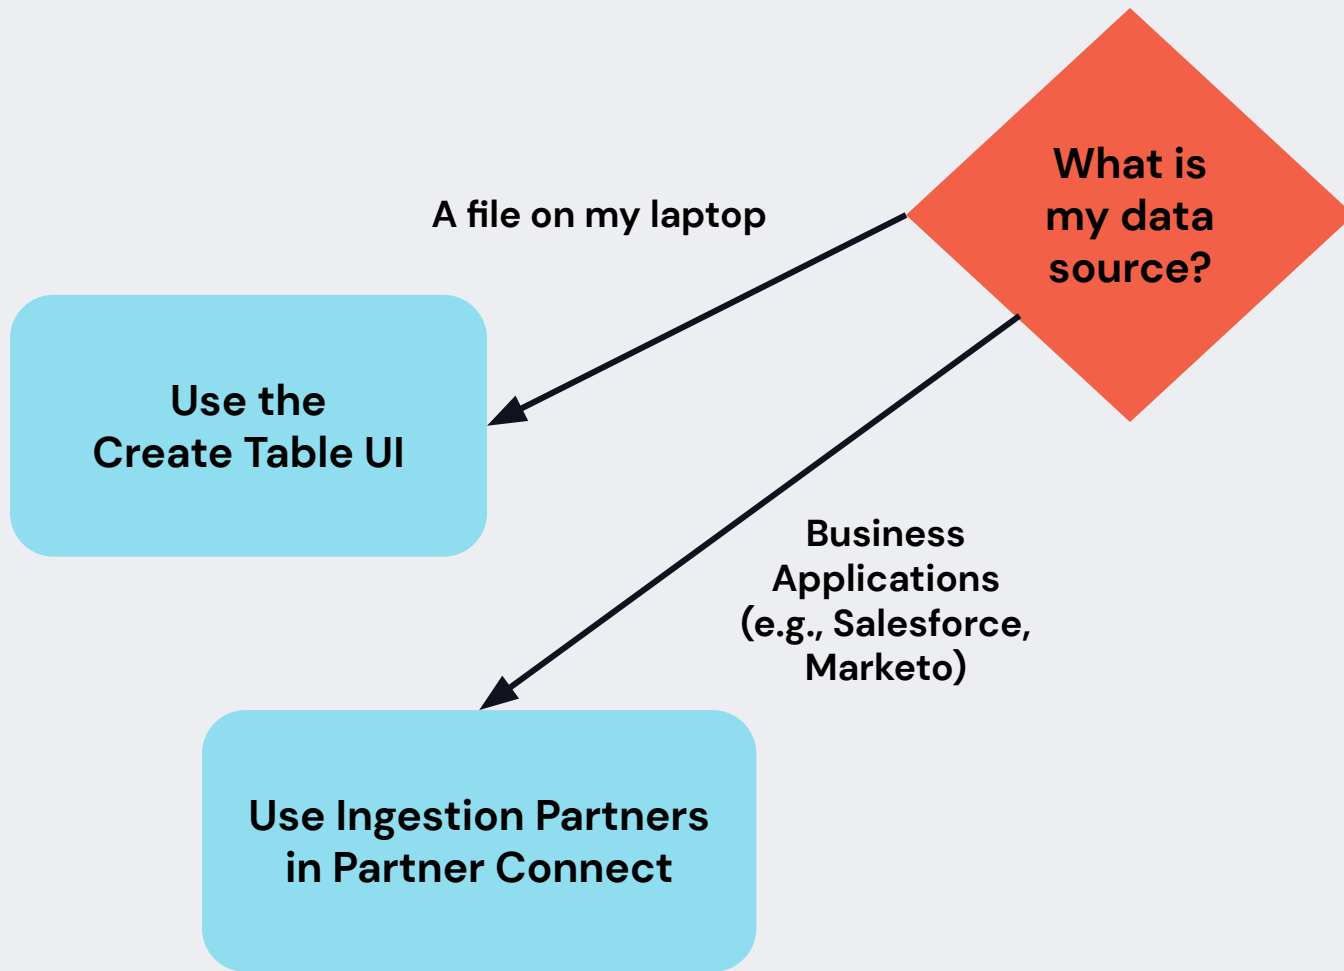 What is
my data
source?
A file on my laptop
Use the
Create Table UI
Business
Applications
(e.g., Salesforce,
Marketo)
Use Ingestion Partners
in Partner Connect